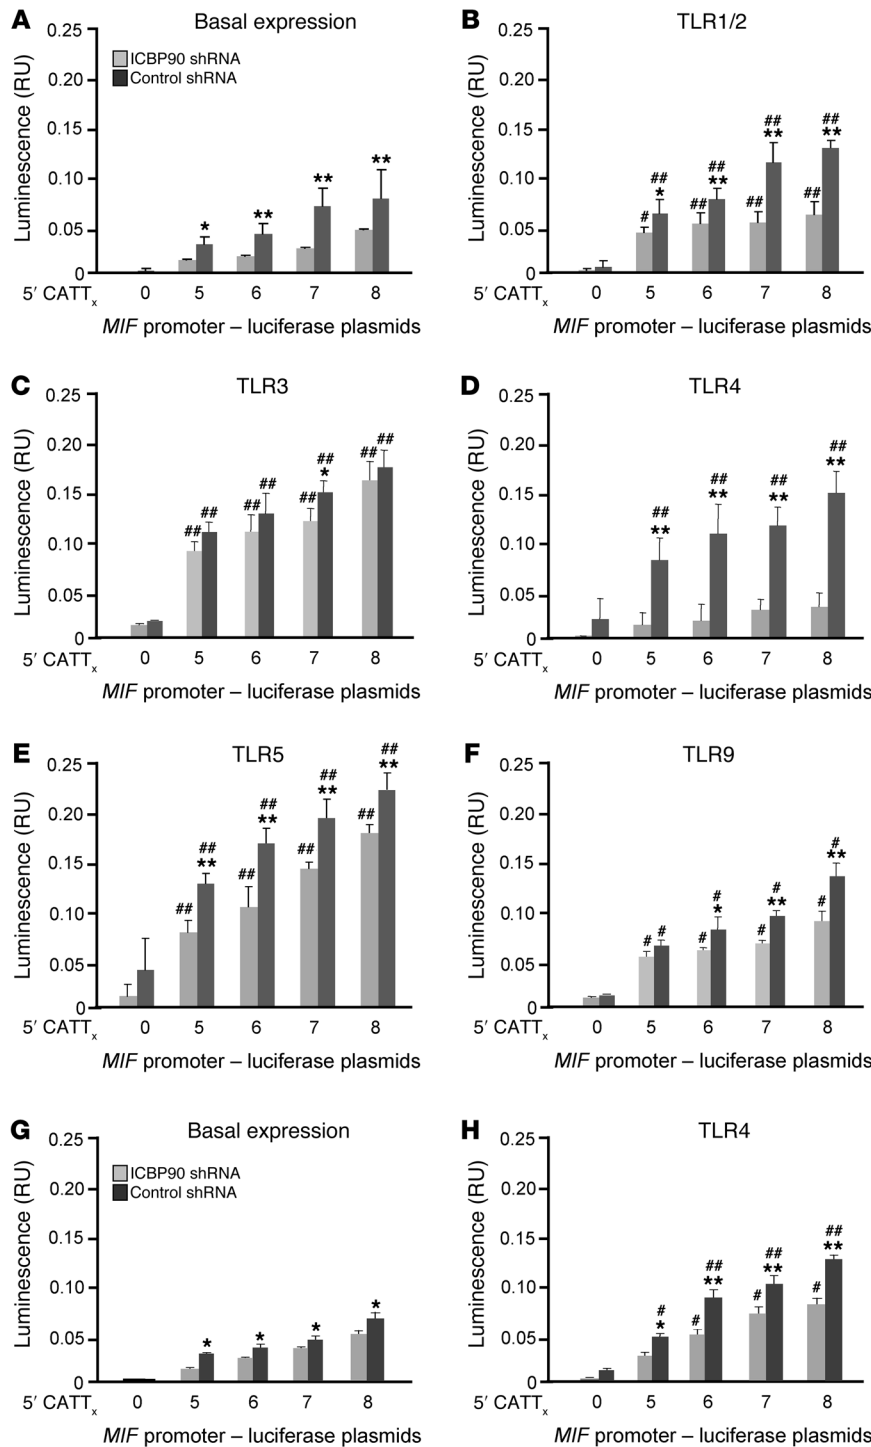 A Basal expression
0.25
0.20
0.15
0.10
0.05
0
Luminescence (RU)
ICBP90 shRNA
Control shRNA
* ** ** **
5′ CATTx 0 5 6 7 8
MIF promoter – luciferase plasmids
B TLR1/2
0.25
0.20
0.15
0.10
0.05
0
Luminescence (RU)
# ## * ## ## ** ## ## ** ## ## **
5′ CATTx 0 5 6 7 8
MIF promoter – luciferase plasmids
C TLR3
0.25
0.20
0.15
0.10
0.05
0
Luminescence (RU)
## ## ## ## ## ## * ## ##
5′ CATTx 0 5 6 7 8
MIF promoter – luciferase plasmids
D TLR4
0.25
0.20
0.15
0.10
0.05
0
Luminescence (RU)
## ** ## ** ## ** ## **
5′ CATTx 0 5 6 7 8
MIF promoter – luciferase plasmids
E TLR5
0.25
0.20
0.15
0.10
0.05
0
Luminescence (RU)
## ## ** ## ## ** ## ## ** ## ## **
5′ CATTx 0 5 6 7 8
MIF promoter – luciferase plasmids
F TLR9
0.25
0.20
0.15
0.10
0.05
0
Luminescence (RU)
# # # # * # # ** # # **
5′ CATTx 0 5 6 7 8
MIF promoter – luciferase plasmids
G Basal expression
0.25
0.20
0.15
0.10
0.05
0
Luminescence (RU)
ICBP90 shRNA
Control shRNA
* * * *
5′ CATTx 0 5 6 7 8
MIF promoter – luciferase plasmids
H TLR4
0.25
0.20
0.15
0.10
0.05
0
Luminescence (RU)
# * # ## ** # ## ** # ## **
5′ CATTx 0 5 6 7 8
MIF promoter – luciferase plasmids